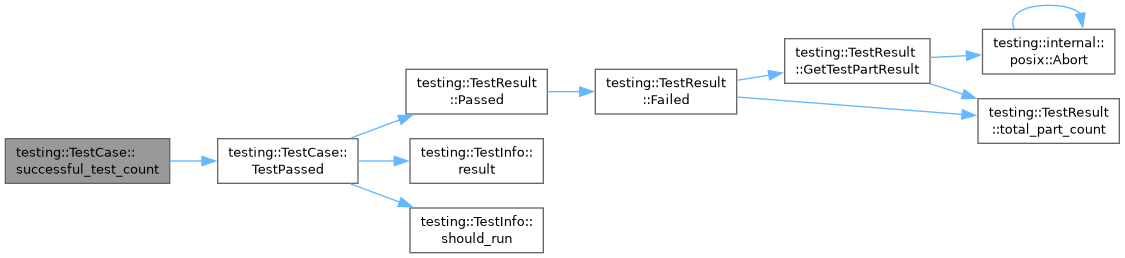 testing::TestCase::
successful_test_count
testing::TestCase::
TestPassed
testing::TestResult
::Passed
testing::TestInfo::
result
testing::TestInfo::
should_run
testing::TestResult
::Failed
testing::TestResult
::GetTestPartResult
testing::internal::
posix::Abort
testing::TestResult
::total_part_count